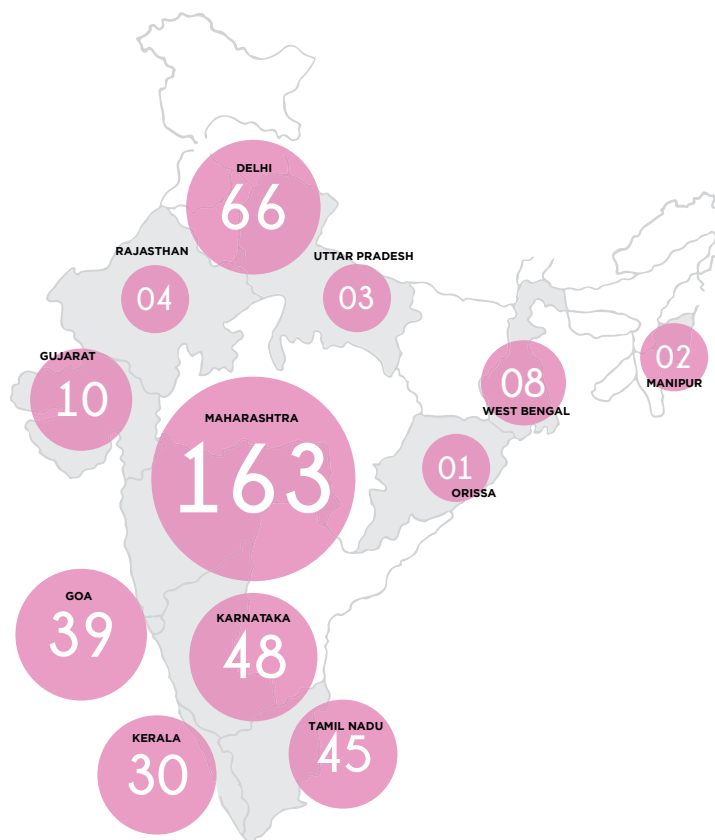 DELHI
66
RAJASTHAN
04
UTTAR PRADESH
03
GUJARAT
10
02
MANIPUR
08
WEST BENGAL
MAHARASHTRA
163
01
ORISSA
GOA
39
KARNATAKA
48
TAMIL NADU
45
KERALA
30